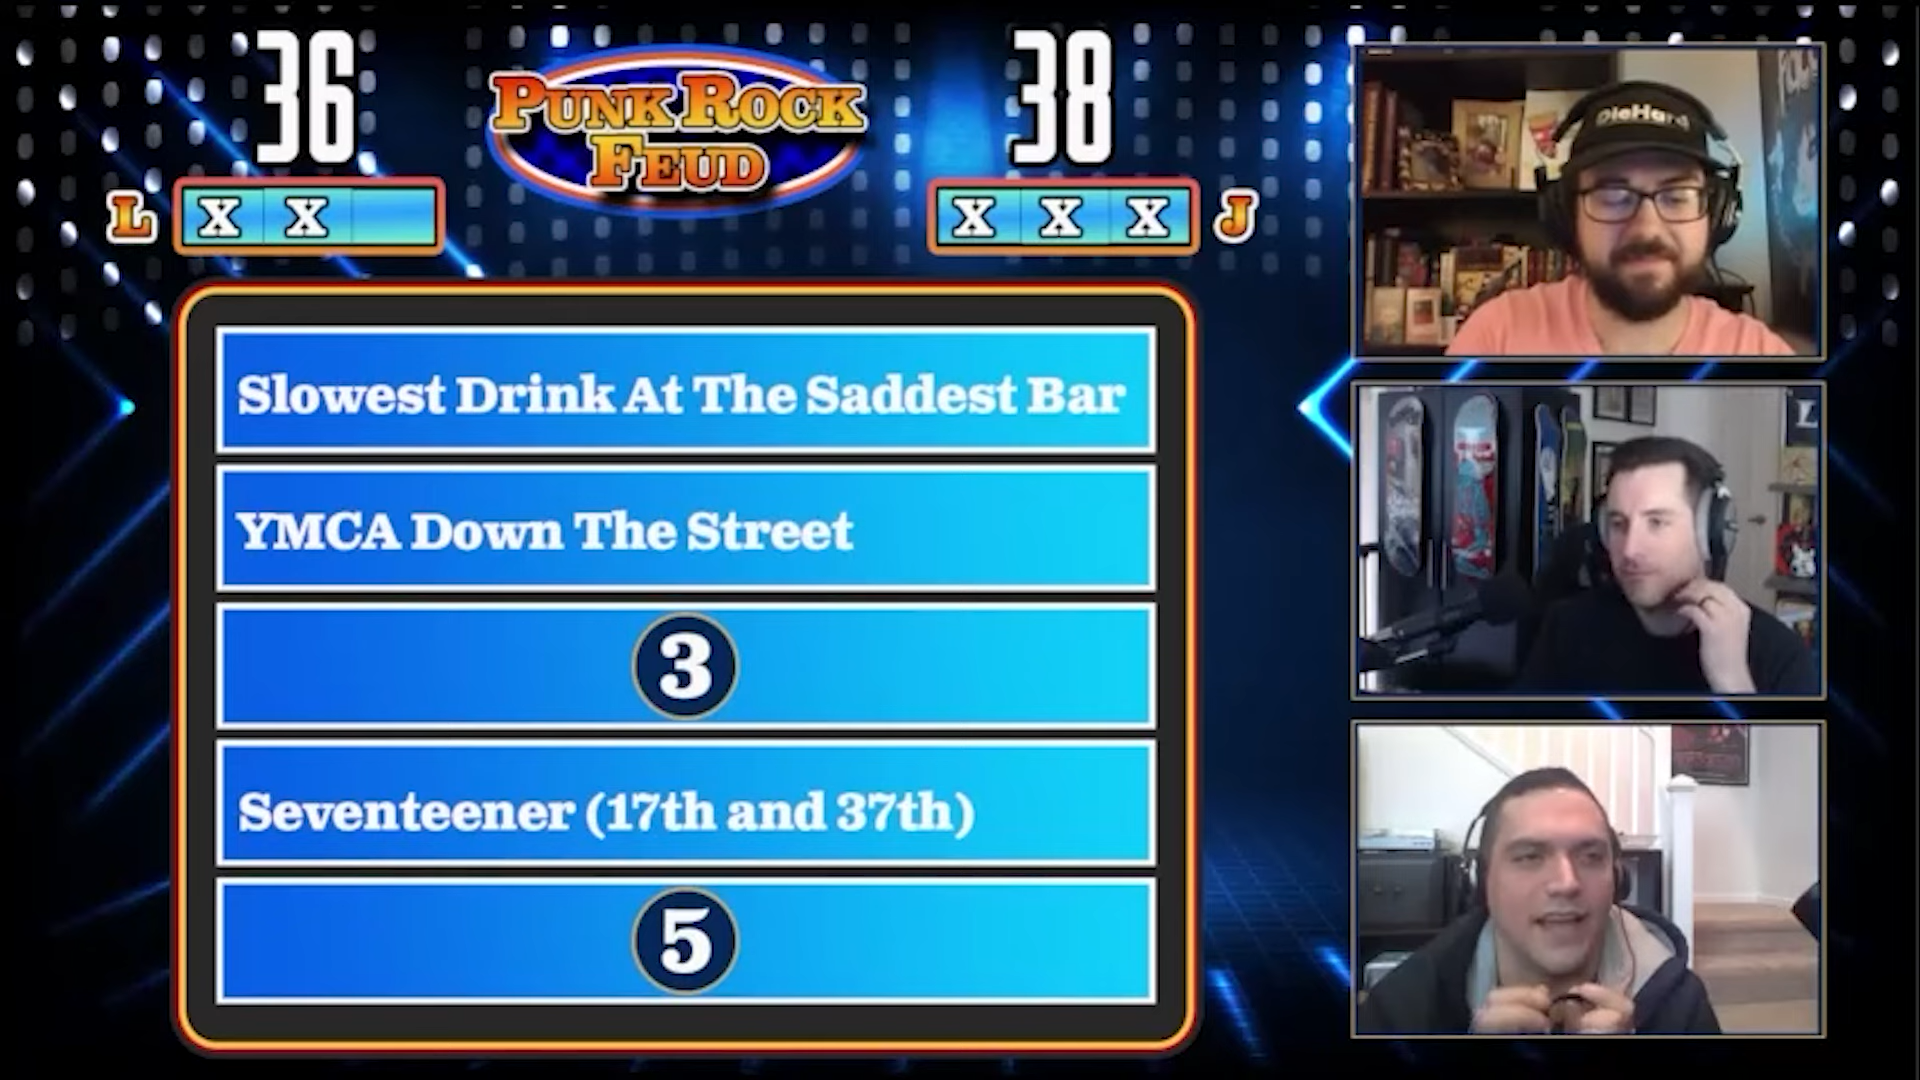 36
PUNK ROCK
FEUD
38
L X X
X X X J
Slowest Drink At The Saddest Bar
YMCA Down The Street
3
Seventeener (17th and 37th)
5
DieHard